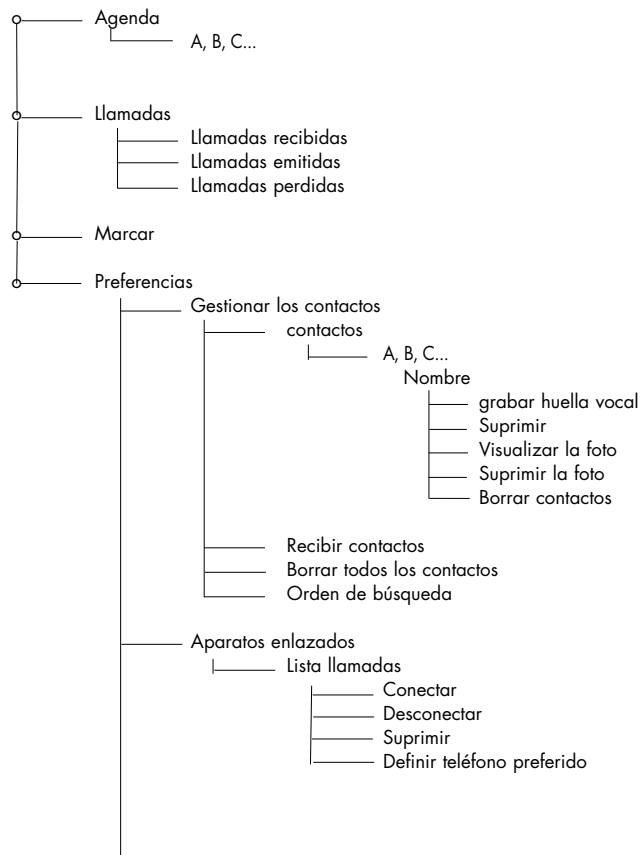 Agenda
A, B, C...
Llamadas
Llamadas recibidas
Llamadas emitidas
Llamadas perdidas
Marcar
Preferencias
Gestionar los contactos
contactos
A, B, C...
Nombre
grabar huella vocal
Suprimir
Visualizar la foto
Suprimir la foto
Borrar contactos
Recibir contactos
Borrar todos los contactos
Orden de búsqueda
Aparatos enlazados
Lista llamadas
Conectar
Desconectar
Suprimir
Definir teléfono preferido